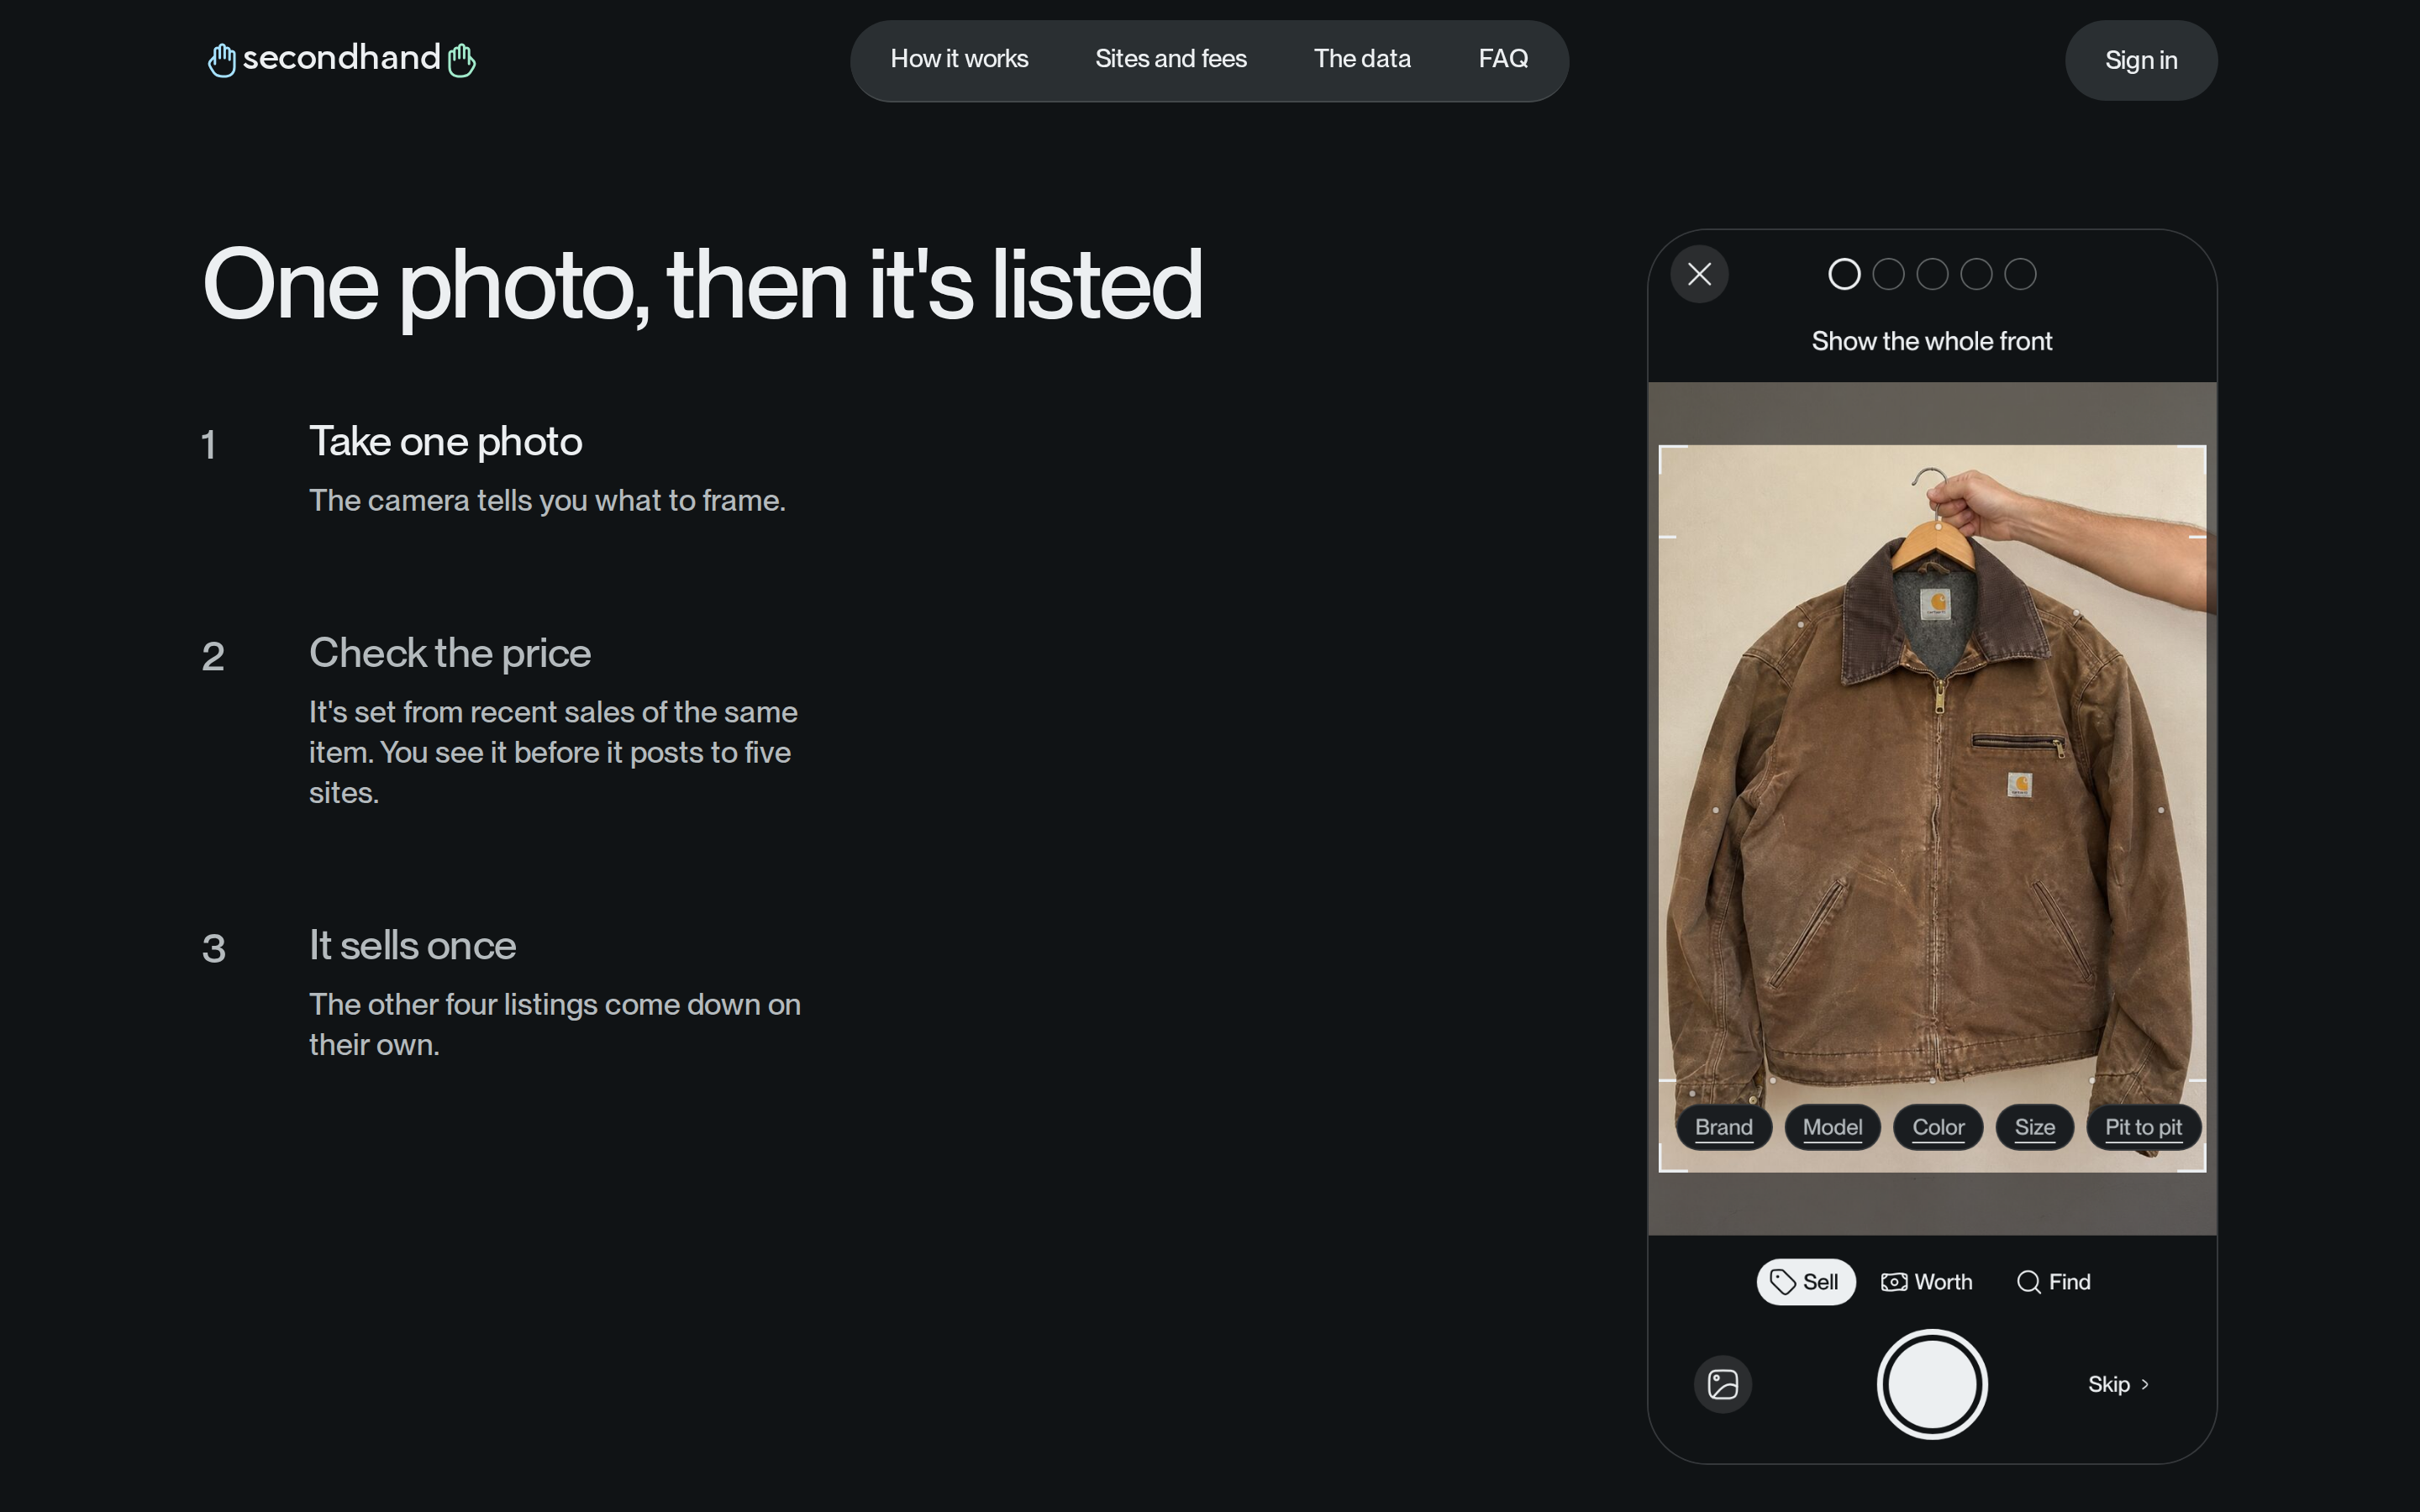 secondhand
How it works
Sites and fees
The data
FAQ
Sign in
One photo, then it's listed
1
Take one photo
The camera tells you what to frame.
2
Check the price
It's set from recent sales of the same
item. You see it before it posts to five
sites.
3
It sells once
The other four listings come down on
their own.
Show the whole front
Brand
Model
Color
Size
Pit to pit
Sell
Worth
Find
Skip